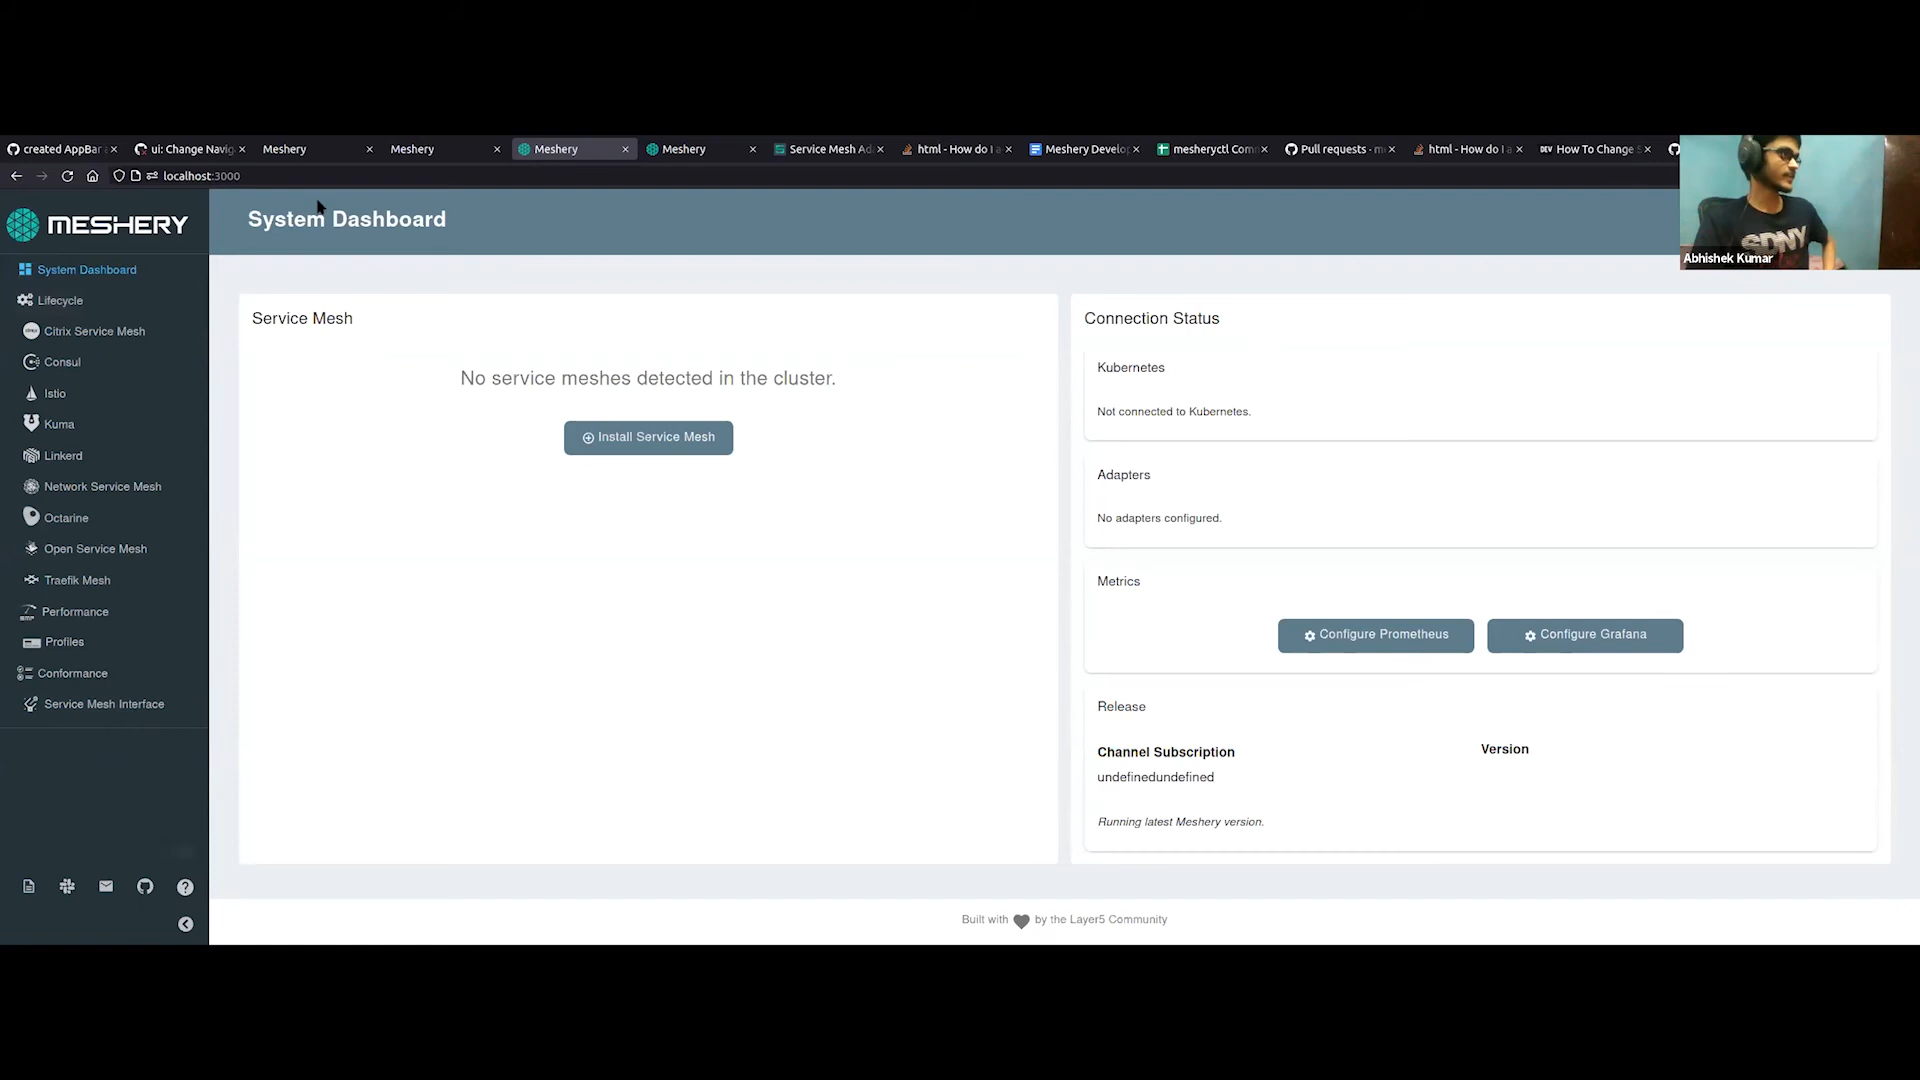 created AppBar
ui: Change Navig
Meshery
Meshery
Meshery
Meshery
Service Mesh Ad
html - How do I a
Meshery Develop
mesheryctl Com
Pull requests - m
html - How do I a
DEV How To Change
localhost:3000
MESHERY
System Dashboard
SDNY
Abhishek Kumar
System Dashboard
Lifecycle
Citrix Service Mesh
Consul
Istio
Kuma
Linkerd
Network Service Mesh
Octarine
Open Service Mesh
Traefik Mesh
Performance
Profiles
Conformance
Service Mesh Interface
Service Mesh
No service meshes detected in the cluster.
Install Service Mesh
Connection Status
Kubernetes
Not connected to Kubernetes.
Adapters
No adapters configured.
Metrics
Configure Prometheus
Configure Grafana
Release
Channel Subscription
Version
undefinedundefined
Running latest Meshery version.
Built with by the Layer5 Community